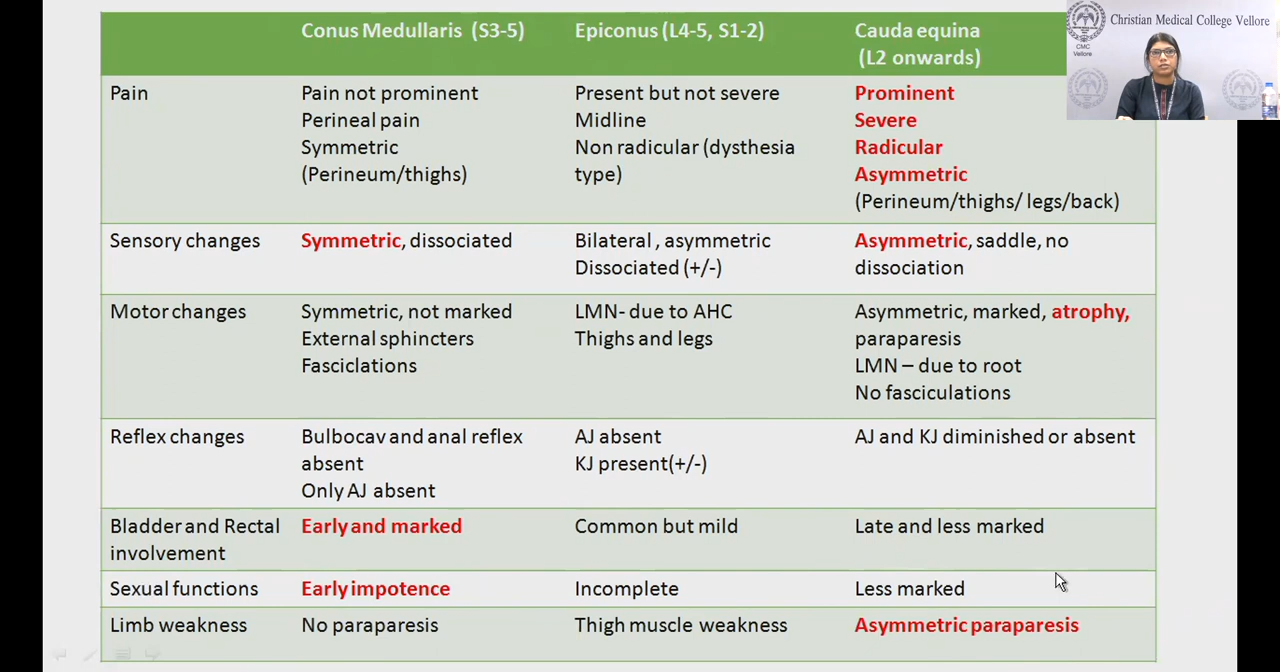 Conus Medullaris (S3-5)
Epiconus (L4-5, S1-2)
Cauda equina
(L2 onwards)
Christian Medical College Vellore
CMC
Vellore
Pain
Pain not prominent
Perineal pain
Symmetric
(Perineum/thighs)
Present but not severe
Midline
Non radicular (dysthesia
type)
Prominent
Severe
Radicular
Asymmetric
(Perineum/thighs/ legs/back)
Sensory changes
Symmetric, dissociated
Bilateral , asymmetric
Dissociated (+/-)
Asymmetric, saddle, no
dissociation
Motor changes
Symmetric, not marked
External sphincters
Fasciclations
LMN- due to AHC
Thighs and legs
Asymmetric, marked, atrophy,
paraparesis
LMN – due to root
No fasciculations
Reflex changes
Bulbocav and anal reflex
absent
Only AJ absent
AJ absent
KJ present(+/-)
AJ and KJ diminished or absent
Bladder and Rectal
involvement
Early and marked
Common but mild
Late and less marked
Sexual functions
Early impotence
Incomplete
Less marked
Limb weakness
No paraparesis
Thigh muscle weakness
Asymmetric paraparesis